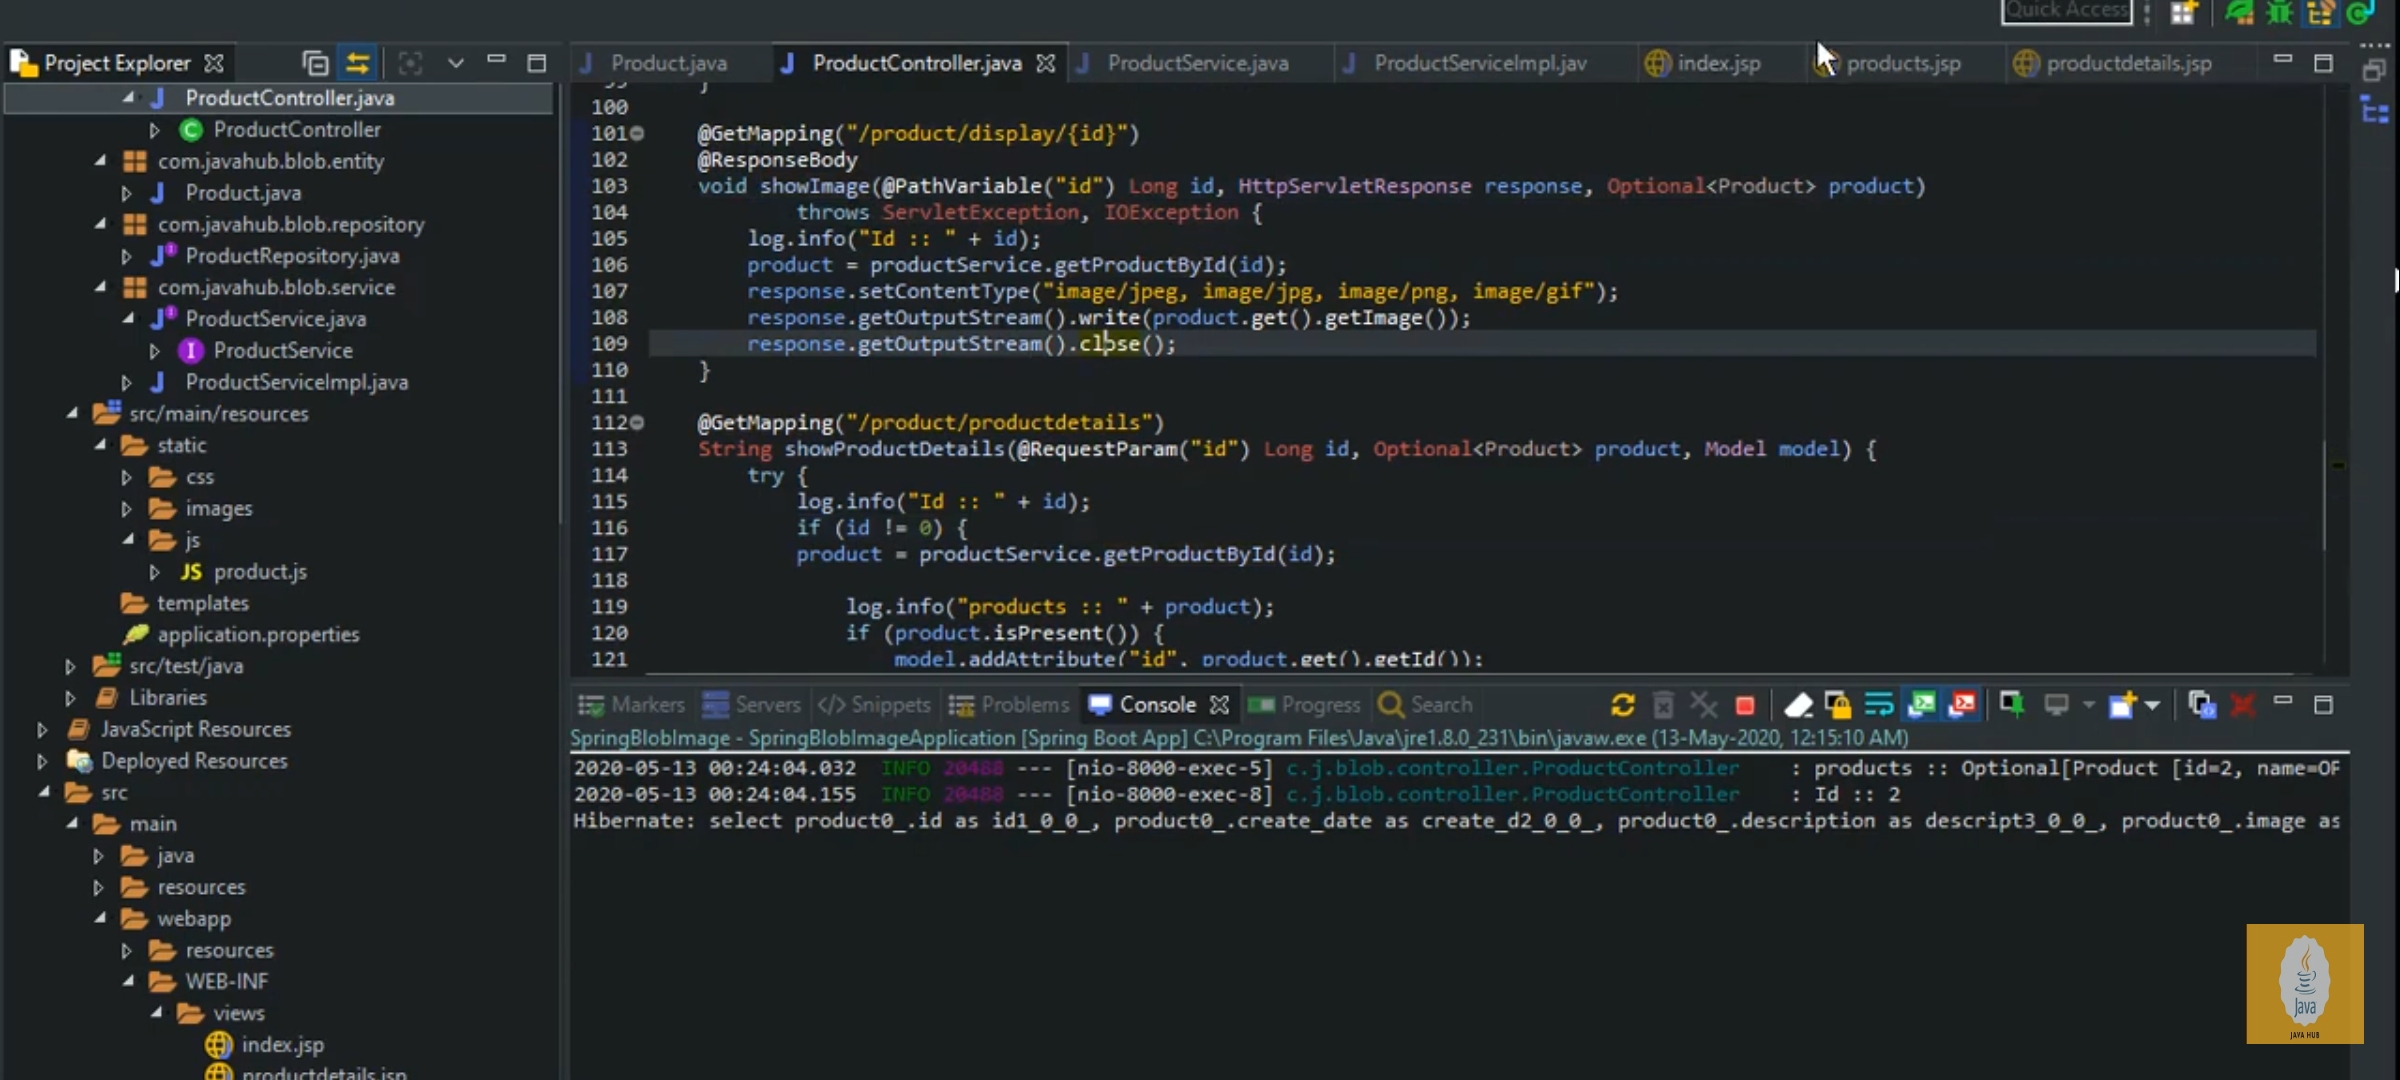 Quick Access
Project Explorer
ProductController.java
ProductController
com.javahub.blob.entity
Product.java
com.javahub.blob.repository
ProductRepository.java
com.javahub.blob.service
ProductService.java
ProductService
ProductServiceImpl.java
src/main/resources
static
css
images
js
product.js
templates
application.properties
src/test/java
Libraries
JavaScript Resources
Deployed Resources
src
main
java
resources
webapp
resources
WEB-INF
views
index.jsp
productdetails.jsp
Product.java ProductController.java ProductService.java ProductServiceImpl.jav index.jsp products.jsp productdetails.jsp
100
101 @GetMapping("/product/display/{id}")
102 @ResponseBody
103 void showImage(@PathVariable("id") Long id, HttpServletResponse response, Optional<Product> product)
104 throws ServletException, IOException {
105 log.info("Id :: " + id);
106 product = productService.getProductById(id);
107 response.setContentType("image/jpeg, image/jpg, image/png, image/gif");
108 response.getOutputStream().write(product.get().getImage());
109 response.getOutputStream().close();
110 }
111
112 @GetMapping("/product/productdetails")
113 String showProductDetails(@RequestParam("id") Long id, Optional<Product> product, Model model) {
114 try {
115 log.info("Id :: " + id);
116 if (id != 0) {
117 product = productService.getProductById(id);
118
119 log.info("products :: " + product);
120 if (product.isPresent()) {
121 model.addAttribute("id", product.get().getId());
Markers Servers Snippets Problems Console Progress Search
SpringBlobImage - SpringBlobImageApplication [Spring Boot App] C:\Program Files\Java\jre1.8.0_231\bin\javaw.exe (13-May-2020, 12:15:10 AM)
2020-05-13 00:24:04.032 INFO 20488 --- [nio-8000-exec-5] c.j.blob.controller.ProductController : products :: Optional[Product [id=2, name=OF
2020-05-13 00:24:04.155 INFO 20488 --- [nio-8000-exec-8] c.j.blob.controller.ProductController : Id :: 2
Hibernate: select product0_.id as id1_0_0_, product0_.create_date as create_d2_0_0_, product0_.description as descript3_0_0_, product0_.image as
Java
JAVA HUB